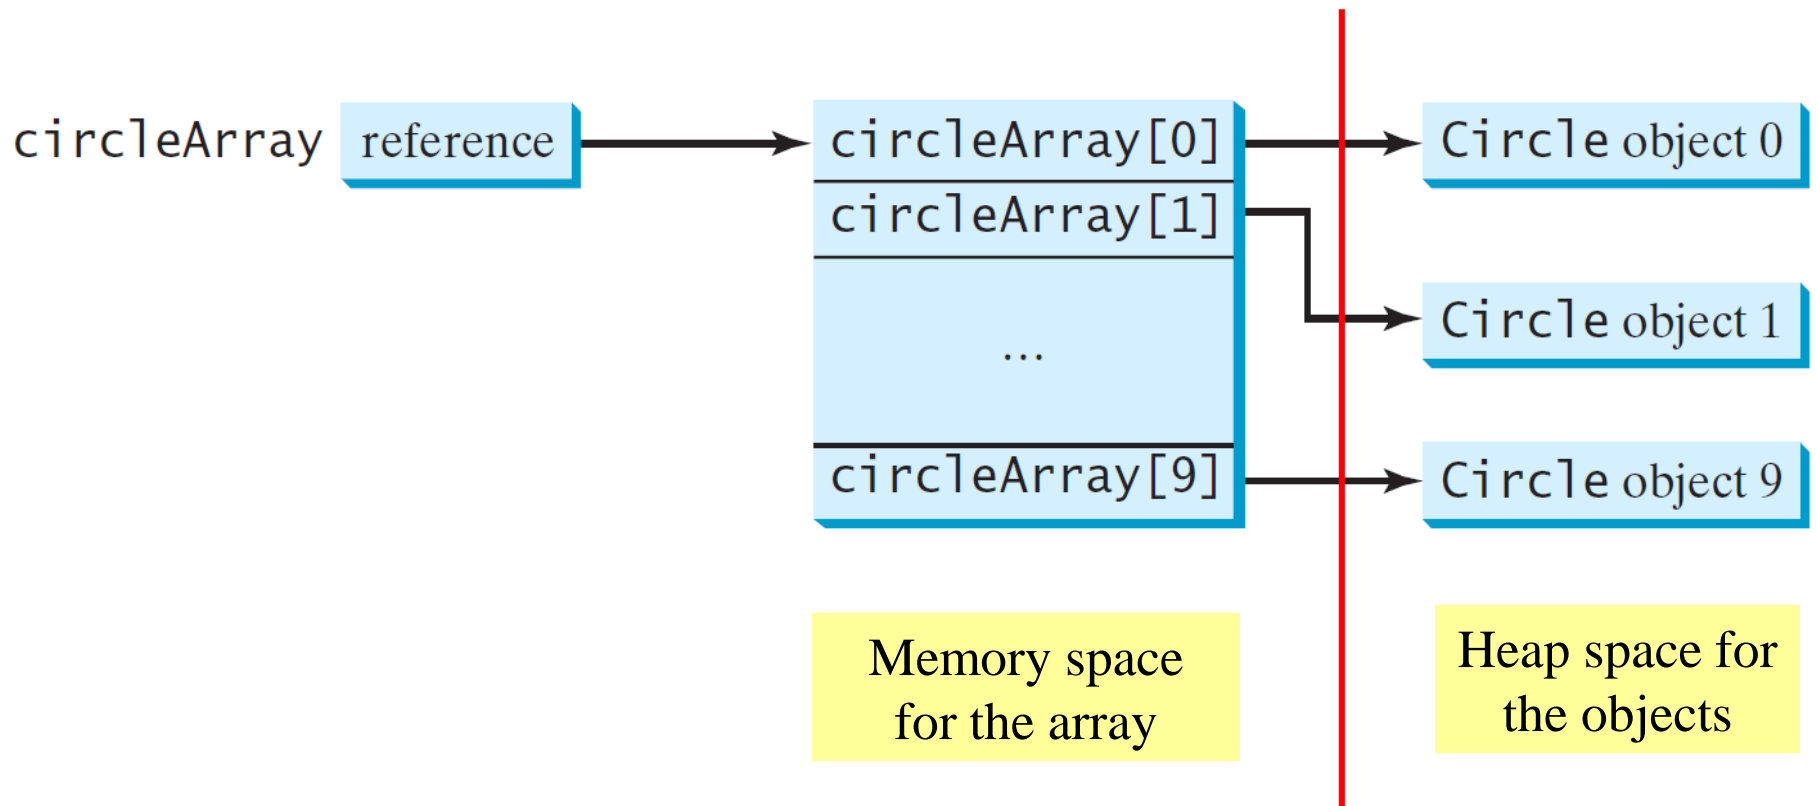 circleArray reference circleArray[0] Circle object 0
circleArray[1]
Circle object 1
...
circleArray[9] Circle object 9
Memory space
for the array
Heap space for
the objects